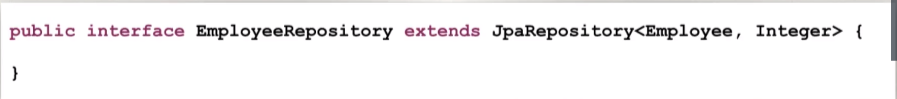 public interface EmployeeRepository extends JpaRepository<Employee, Integer> {
}